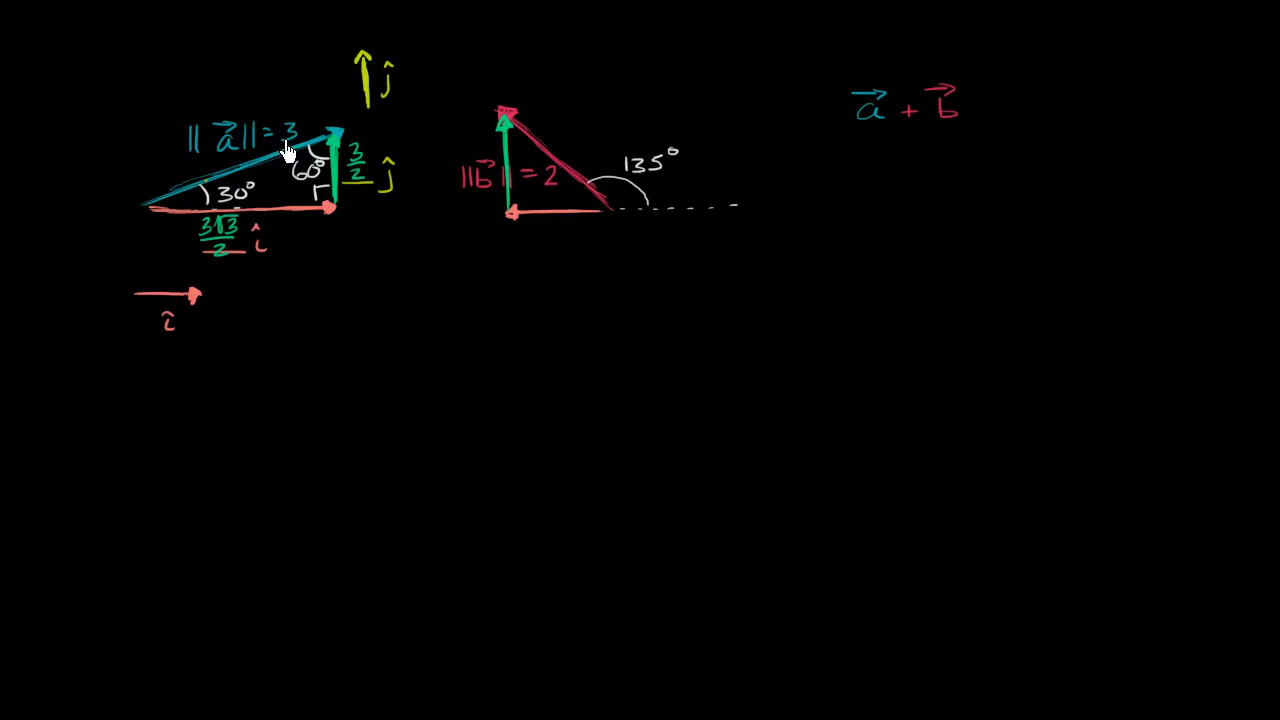 ĵ
a⃗ + b⃗
||a⃗|| = 3
60°
3/2 ĵ
30°
3√3/2 î
||b⃗|| = 2
135°
î